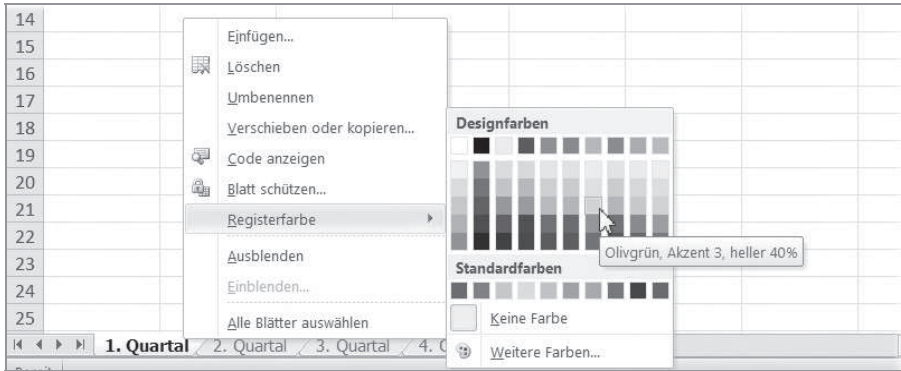 14
15
16
17
18
19
20
21
22
23
24
25
Einfügen...
Löschen
Umbenennen
Verschieben oder kopieren...
Code anzeigen
Blatt schützen...
Registerfarbe
Ausblenden
Einblenden...
Alle Blätter auswählen
Designfarben
Olivgrün, Akzent 3, heller 40%
Standardfarben
Keine Farbe
Weitere Farben...
1. Quartal 2. Quartal 3. Quartal 4.